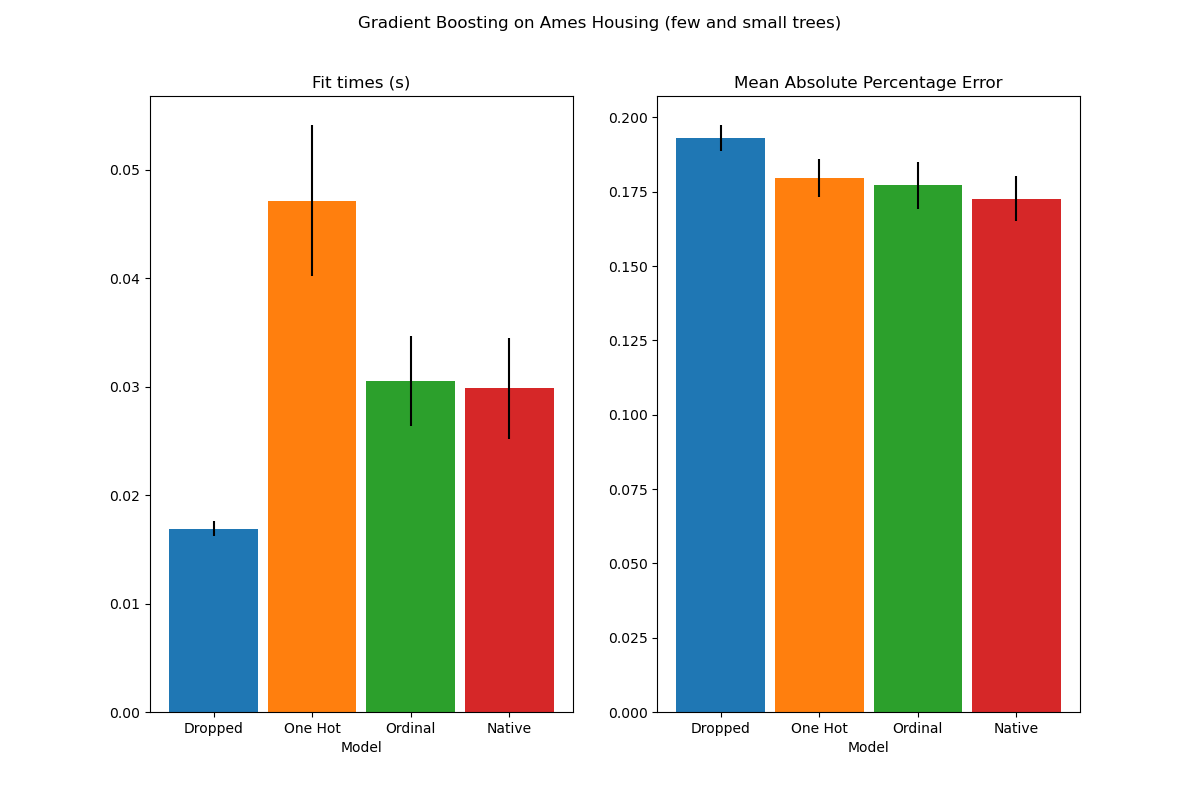 Gradient Boosting on Ames Housing (few and small trees)
Fit times (s)
0.05
0.04
0.03
0.02
0.01
0.00
Dropped One Hot Ordinal Native
Model
Mean Absolute Percentage Error
0.200
0.175
0.150
0.125
0.100
0.075
0.050
0.025
0.000
Dropped One Hot Ordinal Native
Model